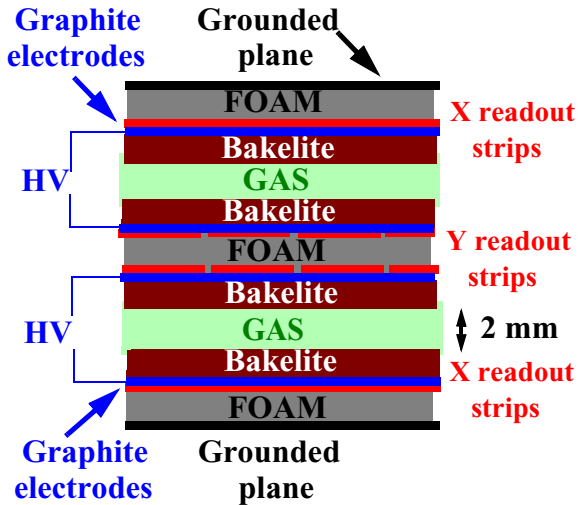 Graphite
electrodes
Grounded
plane
FOAM
X readout
strips
Bakelite
GAS
HV
Bakelite
FOAM
Y readout
strips
Bakelite
GAS
HV
2 mm
Bakelite
X readout
strips
FOAM
Graphite
electrodes
Grounded
plane